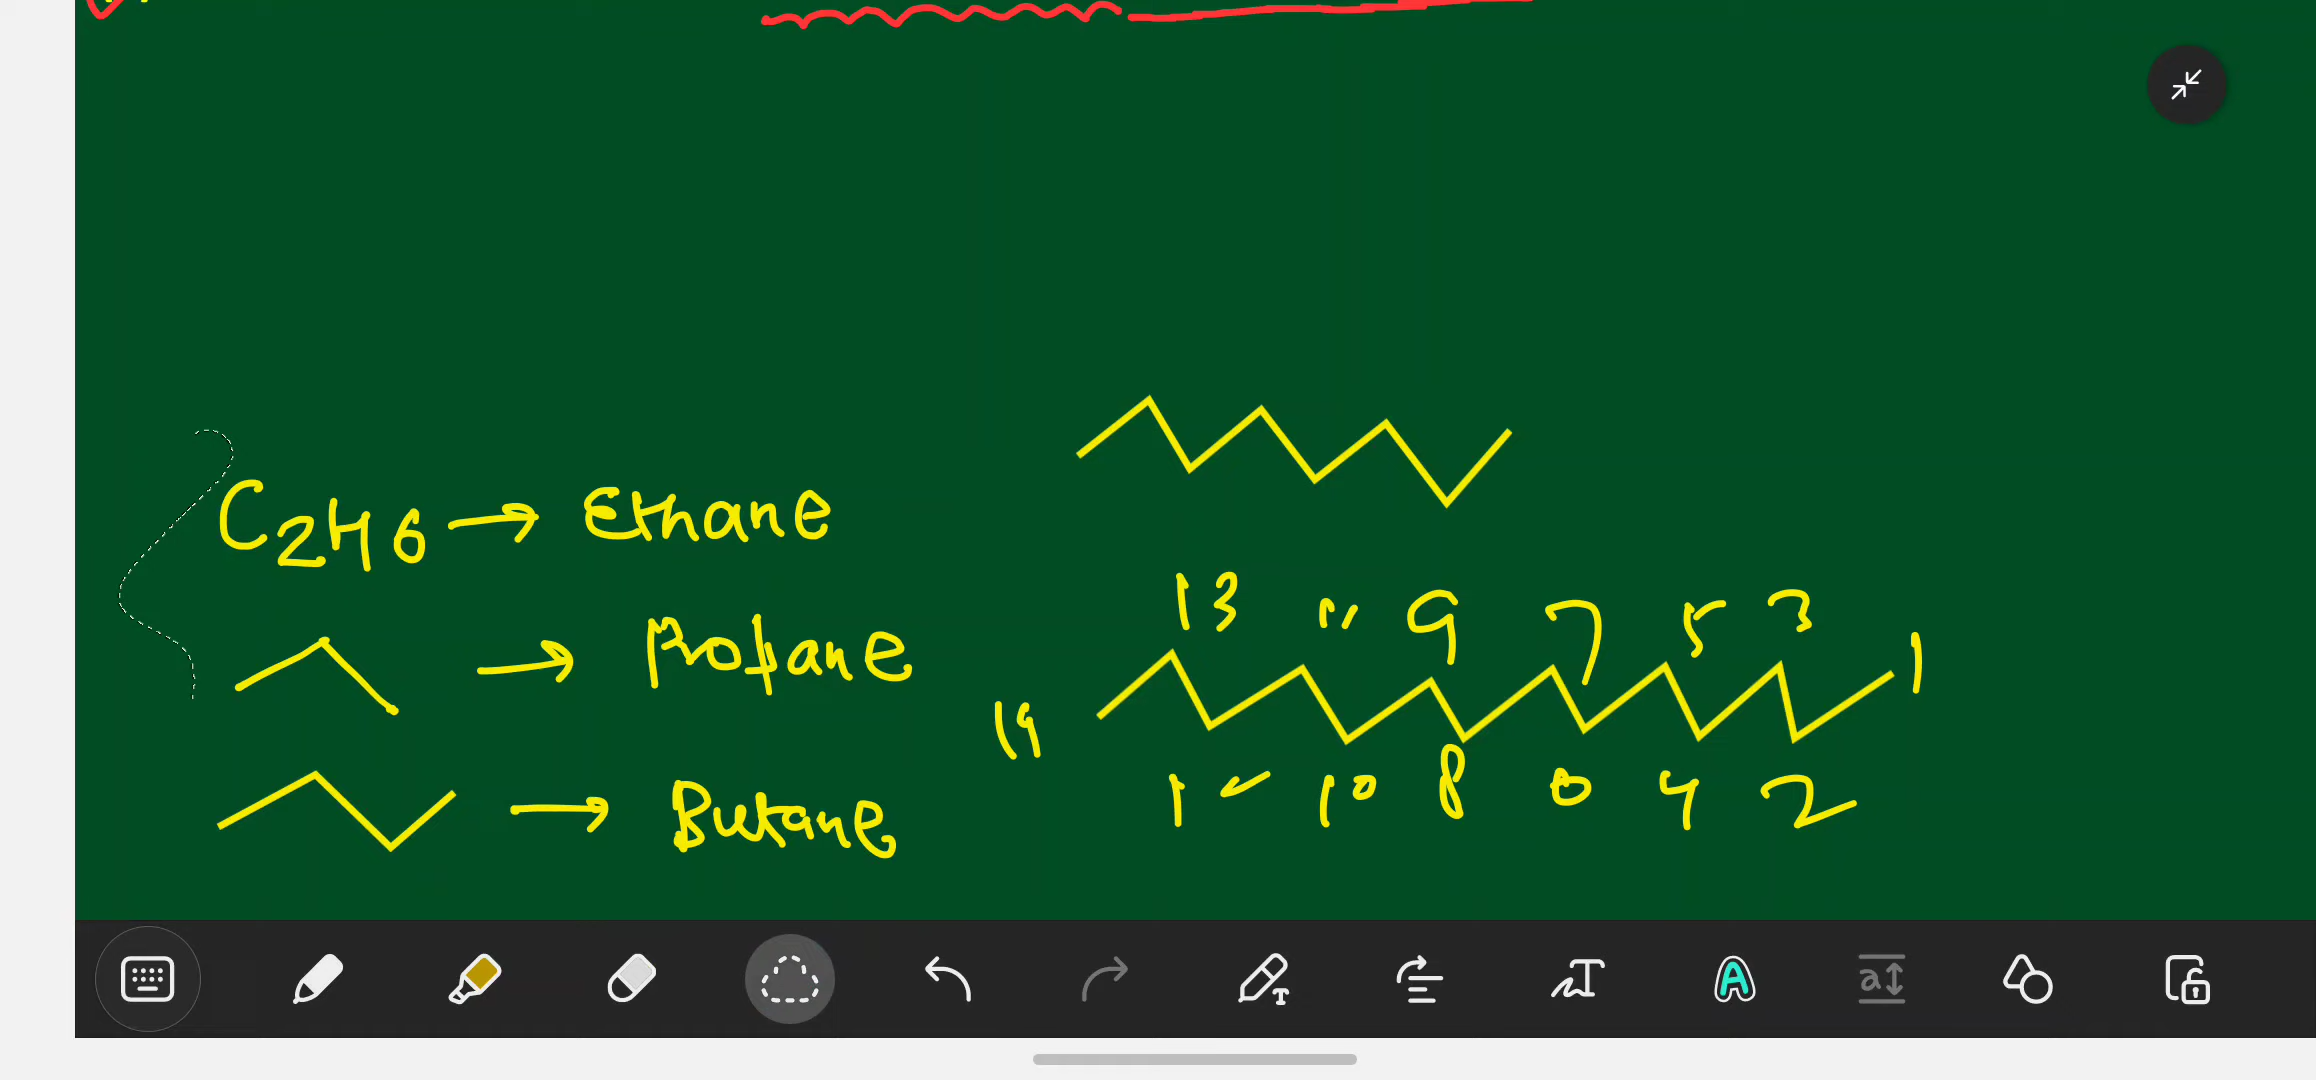 C2H6 → Ethane
→ Propane
→ Butane
13 11 9 7 5 3 1
14
12 10 8 6 4 2